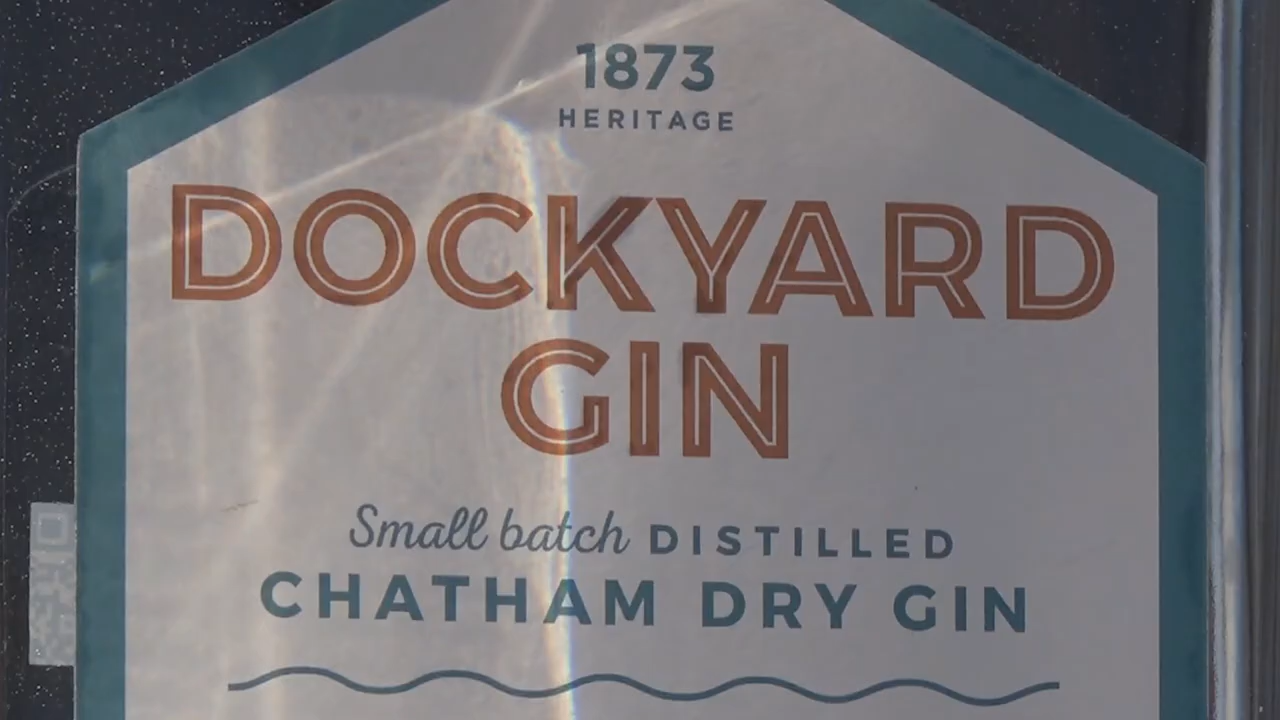 1873
HERITAGE
DOCKYARD
GIN
Small batch DISTILLED
CHATHAM DRY GIN